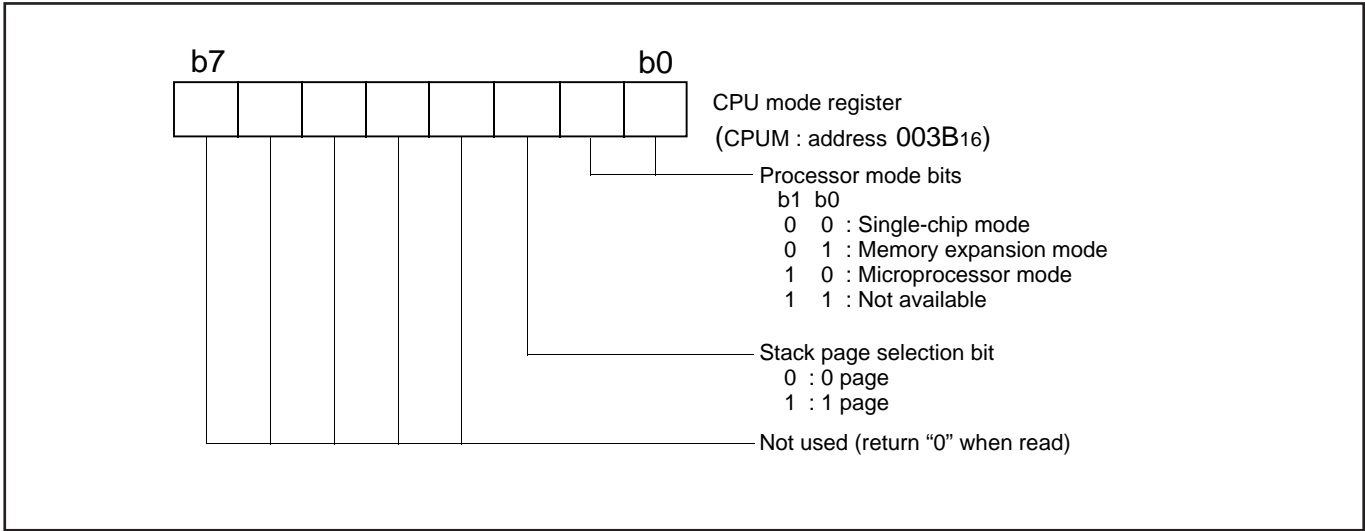 b7 b0
CPU mode register
(CPUM : address 003B16)
Processor mode bits
b1 b0
0 0 : Single-chip mode
0 1 : Memory expansion mode
1 0 : Microprocessor mode
1 1 : Not available
Stack page selection bit
0 : 0 page
1 : 1 page
Not used (return “0” when read)